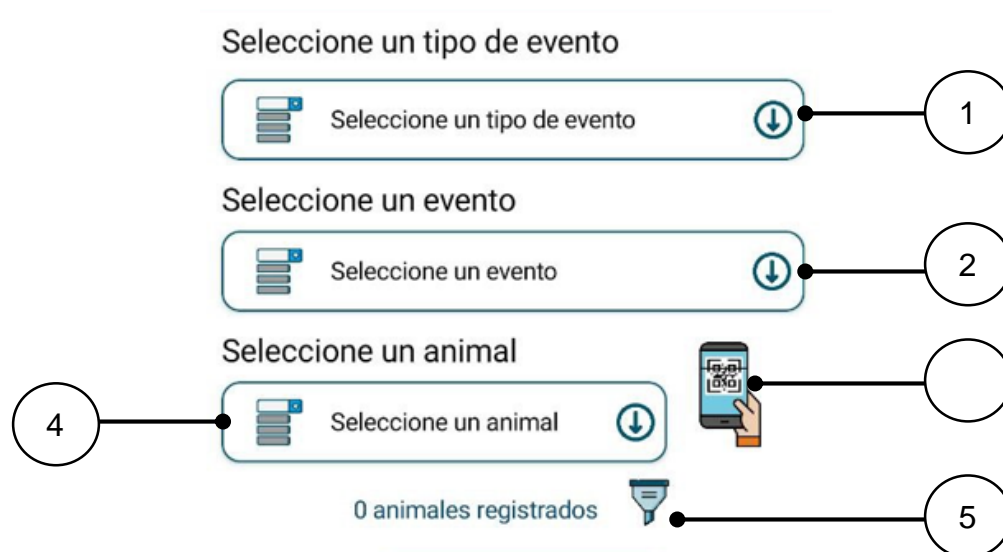 Seleccione un tipo de evento
Seleccione un tipo de evento
1
Seleccione un evento
Seleccione un evento
2
Seleccione un animal
4
Seleccione un animal
0 animales registrados
5